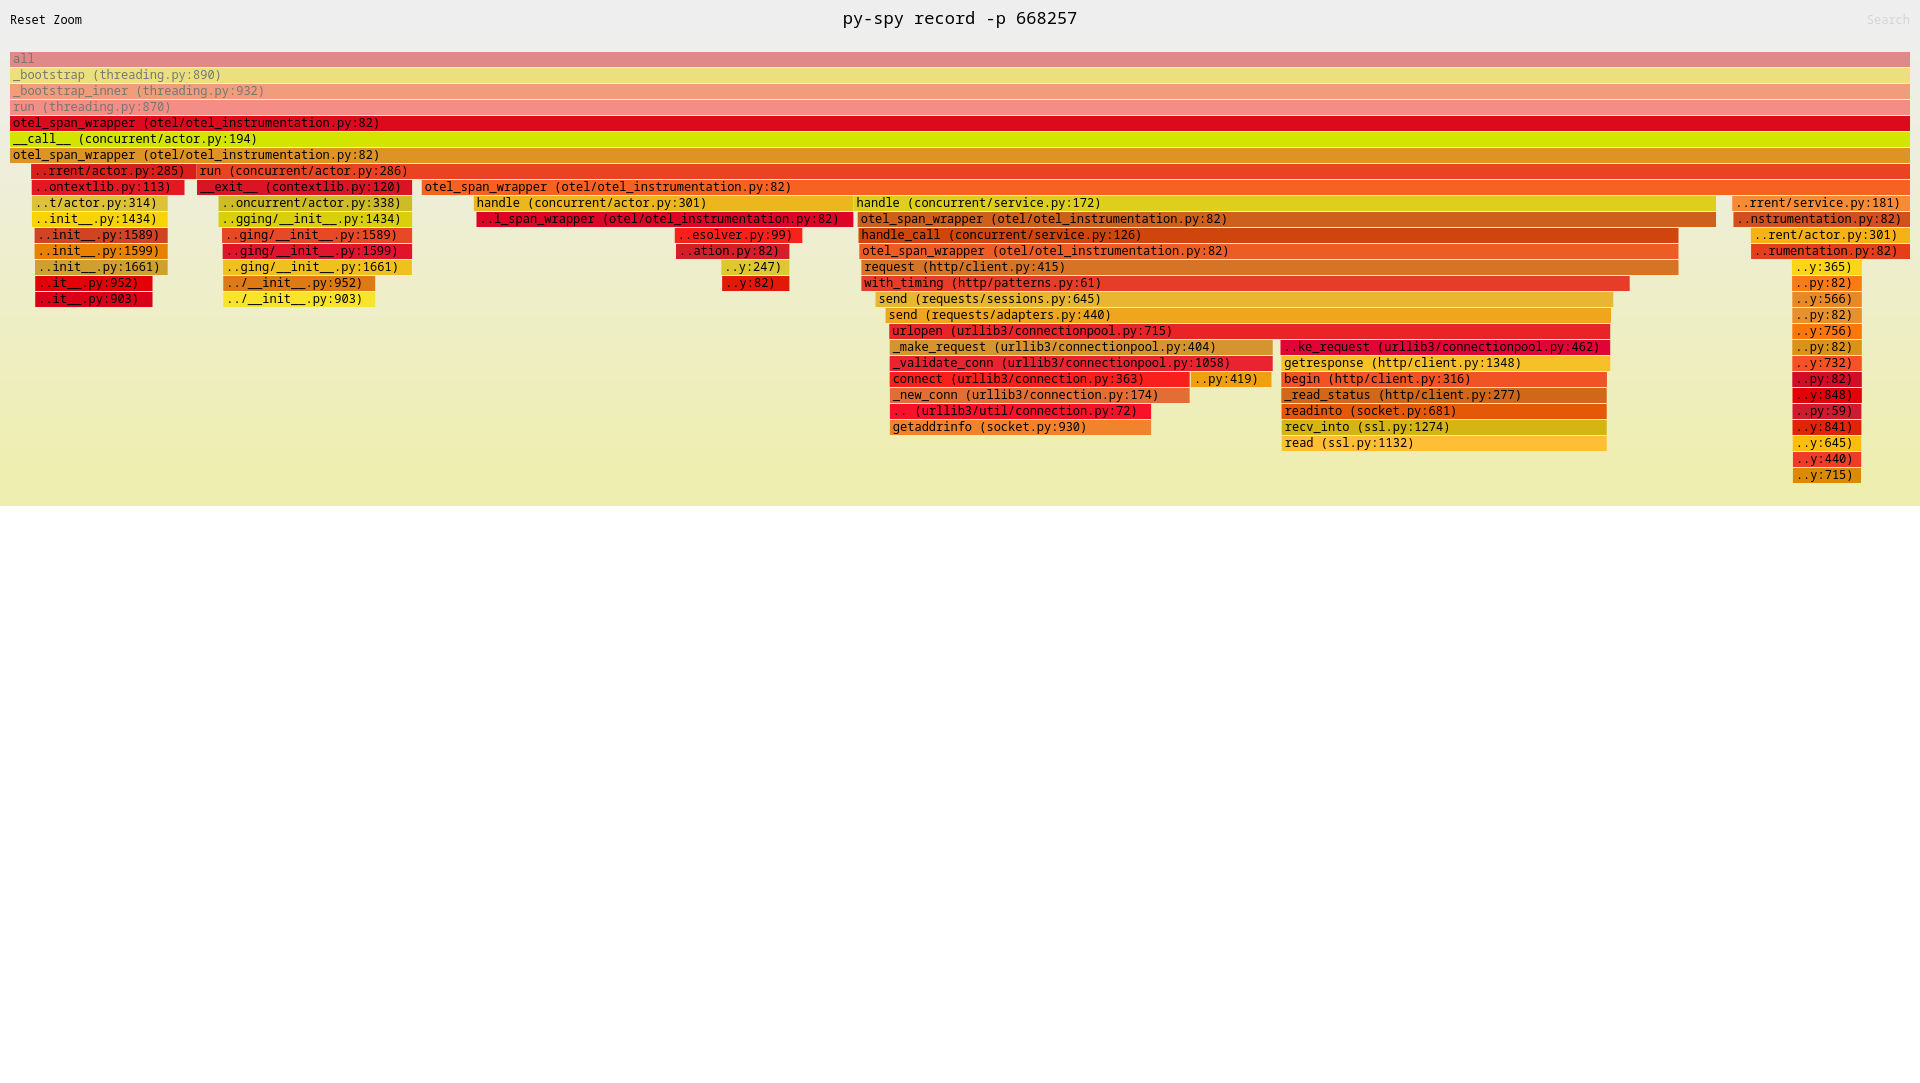 Reset Zoom py-spy record -p 668257 Search
all
_bootstrap (threading.py:890)
_bootstrap_inner (threading.py:932)
run (threading.py:870)
otel_span_wrapper (otel/otel_instrumentation.py:82)
__call__ (concurrent/actor.py:194)
otel_span_wrapper (otel/otel_instrumentation.py:82)
..rrent/actor.py:285) run (concurrent/actor.py:286)
..ontextlib.py:113) __exit__ (contextlib.py:120) otel_span_wrapper (otel/otel_instrumentation.py:82)
..t/actor.py:314) ..oncurrent/actor.py:338) handle (concurrent/actor.py:301) handle (concurrent/service.py:172) ..rrent/service.py:181)
..init__.py:1434) ..gging/__init__.py:1434) ..l_span_wrapper (otel/otel_instrumentation.py:82) otel_span_wrapper (otel/otel_instrumentation.py:82) ..nstrumentation.py:82)
..init__.py:1589) ..ging/__init__.py:1589) ..esolver.py:99) handle_call (concurrent/service.py:126) ..rent/actor.py:301)
..init__.py:1599) ..ging/__init__.py:1599) ..ation.py:82) otel_span_wrapper (otel/otel_instrumentation.py:82) ..rumentation.py:82)
..init__.py:1661) ..ging/__init__.py:1661) ..y:247) request (http/client.py:415) ..y:365)
..it__.py:952) ../__init__.py:952) ..y:82) with_timing (http/patterns.py:61) ..py:82)
..it__.py:903) ../__init__.py:903) send (requests/sessions.py:645) ..y:566)
send (requests/adapters.py:440) ..py:82)
urlopen (urllib3/connectionpool.py:715) ..y:756)
_make_request (urllib3/connectionpool.py:404) ..ke_request (urllib3/connectionpool.py:462) ..py:82)
_validate_conn (urllib3/connectionpool.py:1058) getresponse (http/client.py:1348) ..y:732)
connect (urllib3/connection.py:363) ..py:419) begin (http/client.py:316) ..py:82)
_new_conn (urllib3/connection.py:174) _read_status (http/client.py:277) ..y:848)
.. (urllib3/util/connection.py:72) readinto (socket.py:681) ..py:59)
getaddrinfo (socket.py:930) recv_into (ssl.py:1274) ..y:841)
read (ssl.py:1132) ..y:645)
..y:440)
..y:715)